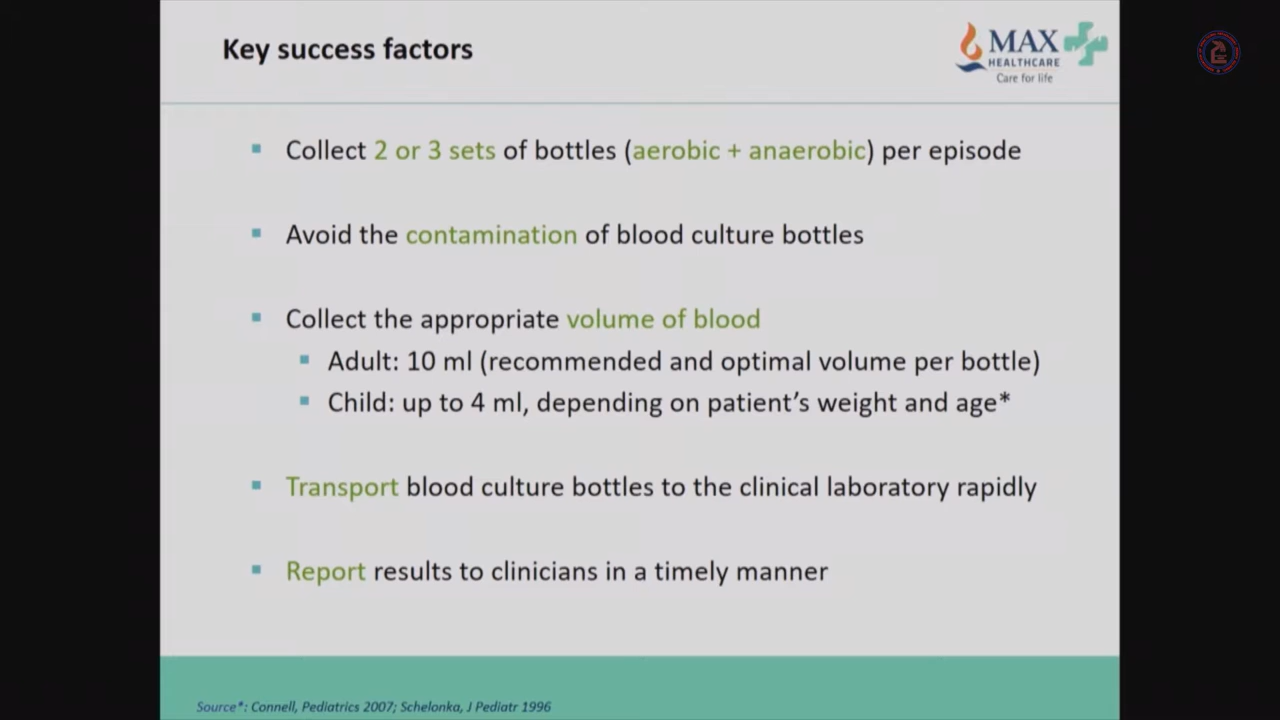 Key success factors
MAX
HEALTHCARE
Care for life
Collect 2 or 3 sets of bottles (aerobic + anaerobic) per episode
Avoid the contamination of blood culture bottles
Collect the appropriate volume of blood
Adult: 10 ml (recommended and optimal volume per bottle)
Child: up to 4 ml, depending on patient’s weight and age*
Transport blood culture bottles to the clinical laboratory rapidly
Report results to clinicians in a timely manner
Source*: Connell, Pediatrics 2007; Schelonka, J Pediatr 1996